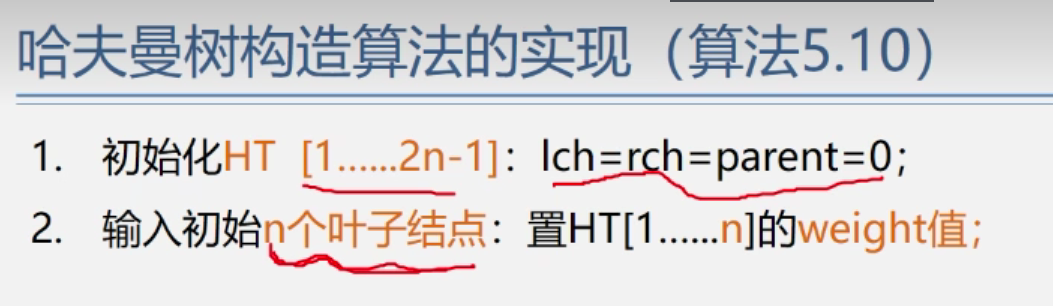 哈夫曼树构造算法的实现（算法5.10）
1. 初始化HT [1……2n-1]：lch=rch=parent=0；
2. 输入初始n个叶子结点：置HT[1……n]的weight值；